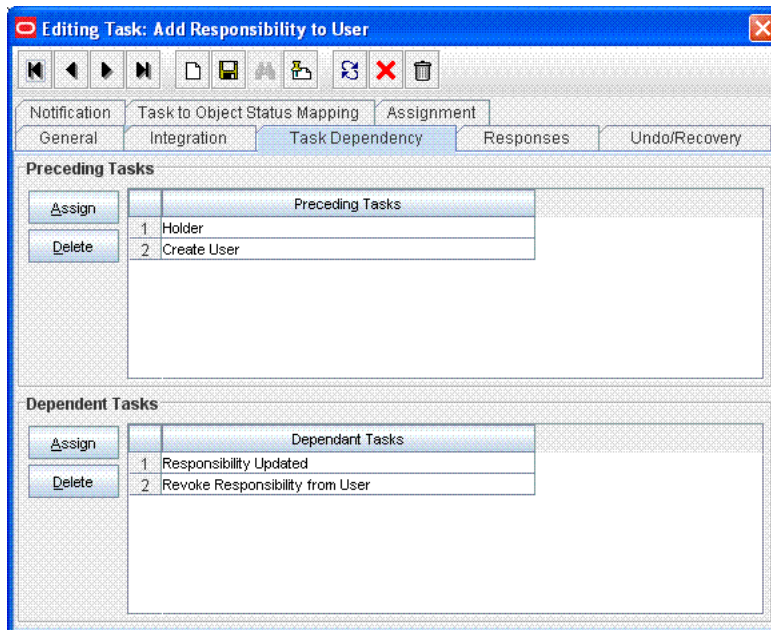 Editing Task: Add Responsibility to User
Notification Task to Object Status Mapping Assignment
General Integration Task Dependency Responses Undo/Recovery
Preceding Tasks
Assign
Delete
Preceding Tasks
1 Holder
2 Create User
Dependent Tasks
Assign
Delete
Dependant Tasks
1 Responsibility Updated
2 Revoke Responsibility from User